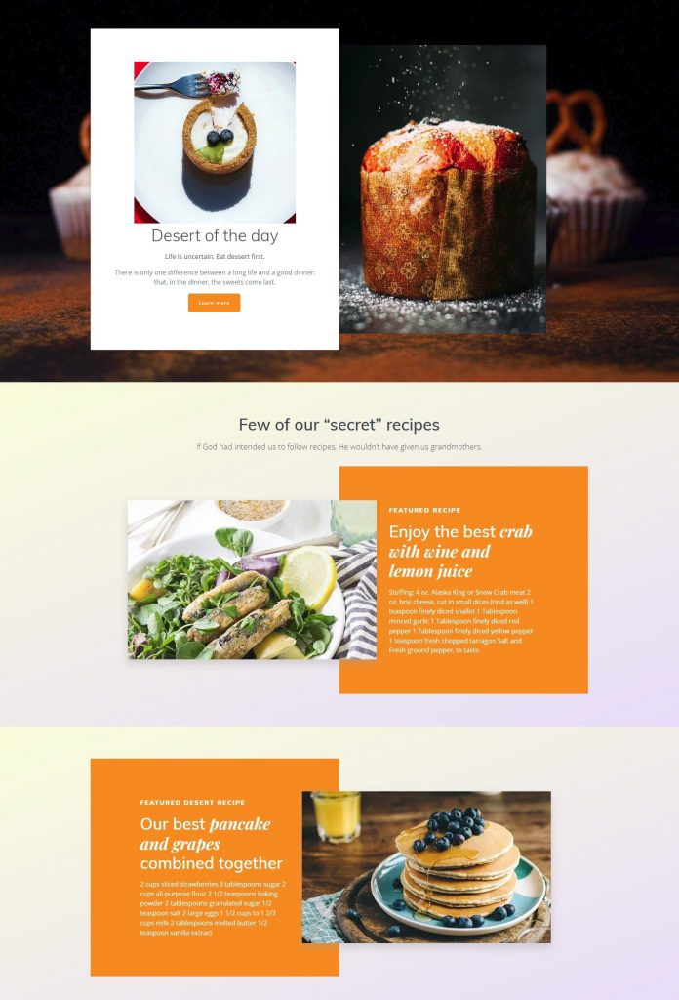 Desert of the day
Life is uncertain. Eat dessert first.
There is only one difference between a long life and a good dinner:
that, in the dinner, the sweets come last.
Learn more
Few of our “secret” recipes
If God had intended us to follow recipes, He wouldn't have given us grandmothers.
FEATURED RECIPE
Enjoy the best crab
with wine and
lemon juice
Stuffing: 4 oz. Alaska King or Snow Crab meat 2
oz. brie cheese, cut in small dices (rind as well) 1
teaspoon finely diced shallot 1 Tablespoon
minced garlic 1 Tablespoon finely diced red
pepper 1 Tablespoon finely diced yellow pepper
1 teaspoon fresh chopped tarragon Salt and
Fresh ground pepper, to taste
FEATURED DESERT RECIPE
Our best pancake
and grapes
combined together
2 cups sliced strawberries 3 tablespoons sugar 2
cups all-purpose flour 2 1/2 teaspoons baking
powder 2 tablespoons granulated sugar 1/2
teaspoon salt 2 large eggs 1 1/2 cups to 1 2/3
cups milk 2 tablespoons melted butter 1/2
teaspoon vanilla extract